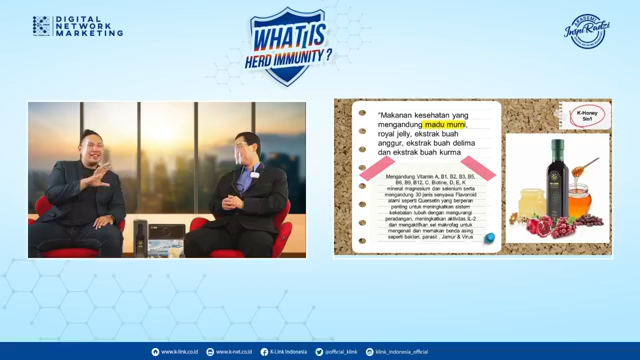 DIGITAL
NETWORK
MARKETING
WHAT IS
HERD IMMUNITY ?
AKADEMI
Inspi Radzi
"Makanan kesehatan yang
mengandung madu murni,
royal jelly, ekstrak buah
anggur, ekstrak buah delima
dan ekstrak buah kurma
K-Honey
5in1
Mengandung Vitamin A, B1, B2, B3, B5,
B6, B9, B12, C, Biotine, D, E, K
mineral magnesium dan selenium serta
mengandung 30 jenis senyawa Flavanoid
alami seperti Quercetin yang berperan
penting untuk meningkatkan sistem
kekebalan tubuh dengan mengurangi
peradangan, meningkatkan aktivitas IL-2
dan mengaktifkan sel makrofag untuk
mengenali dan memakan benda asing
seperti bakteri, parasit , Jamur & Virus
www.k-link.co.id
www.k-net.co.id
K-Link Indonesia
@official_klink
klink_indonesia_official